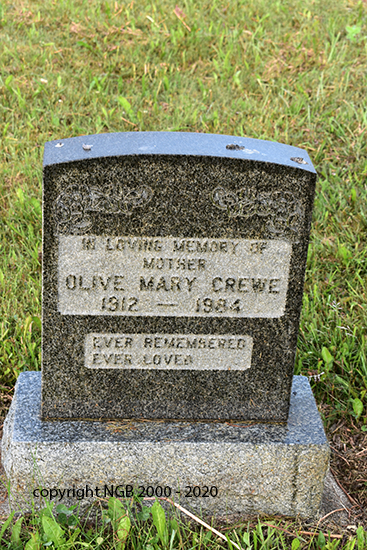 IN LOVING MEMORY OF
MOTHER
OLIVE MARY CREWE
1912 — 1984
EVER REMEMBERED
EVER LOVED
copyright NGB 2000 - 2020